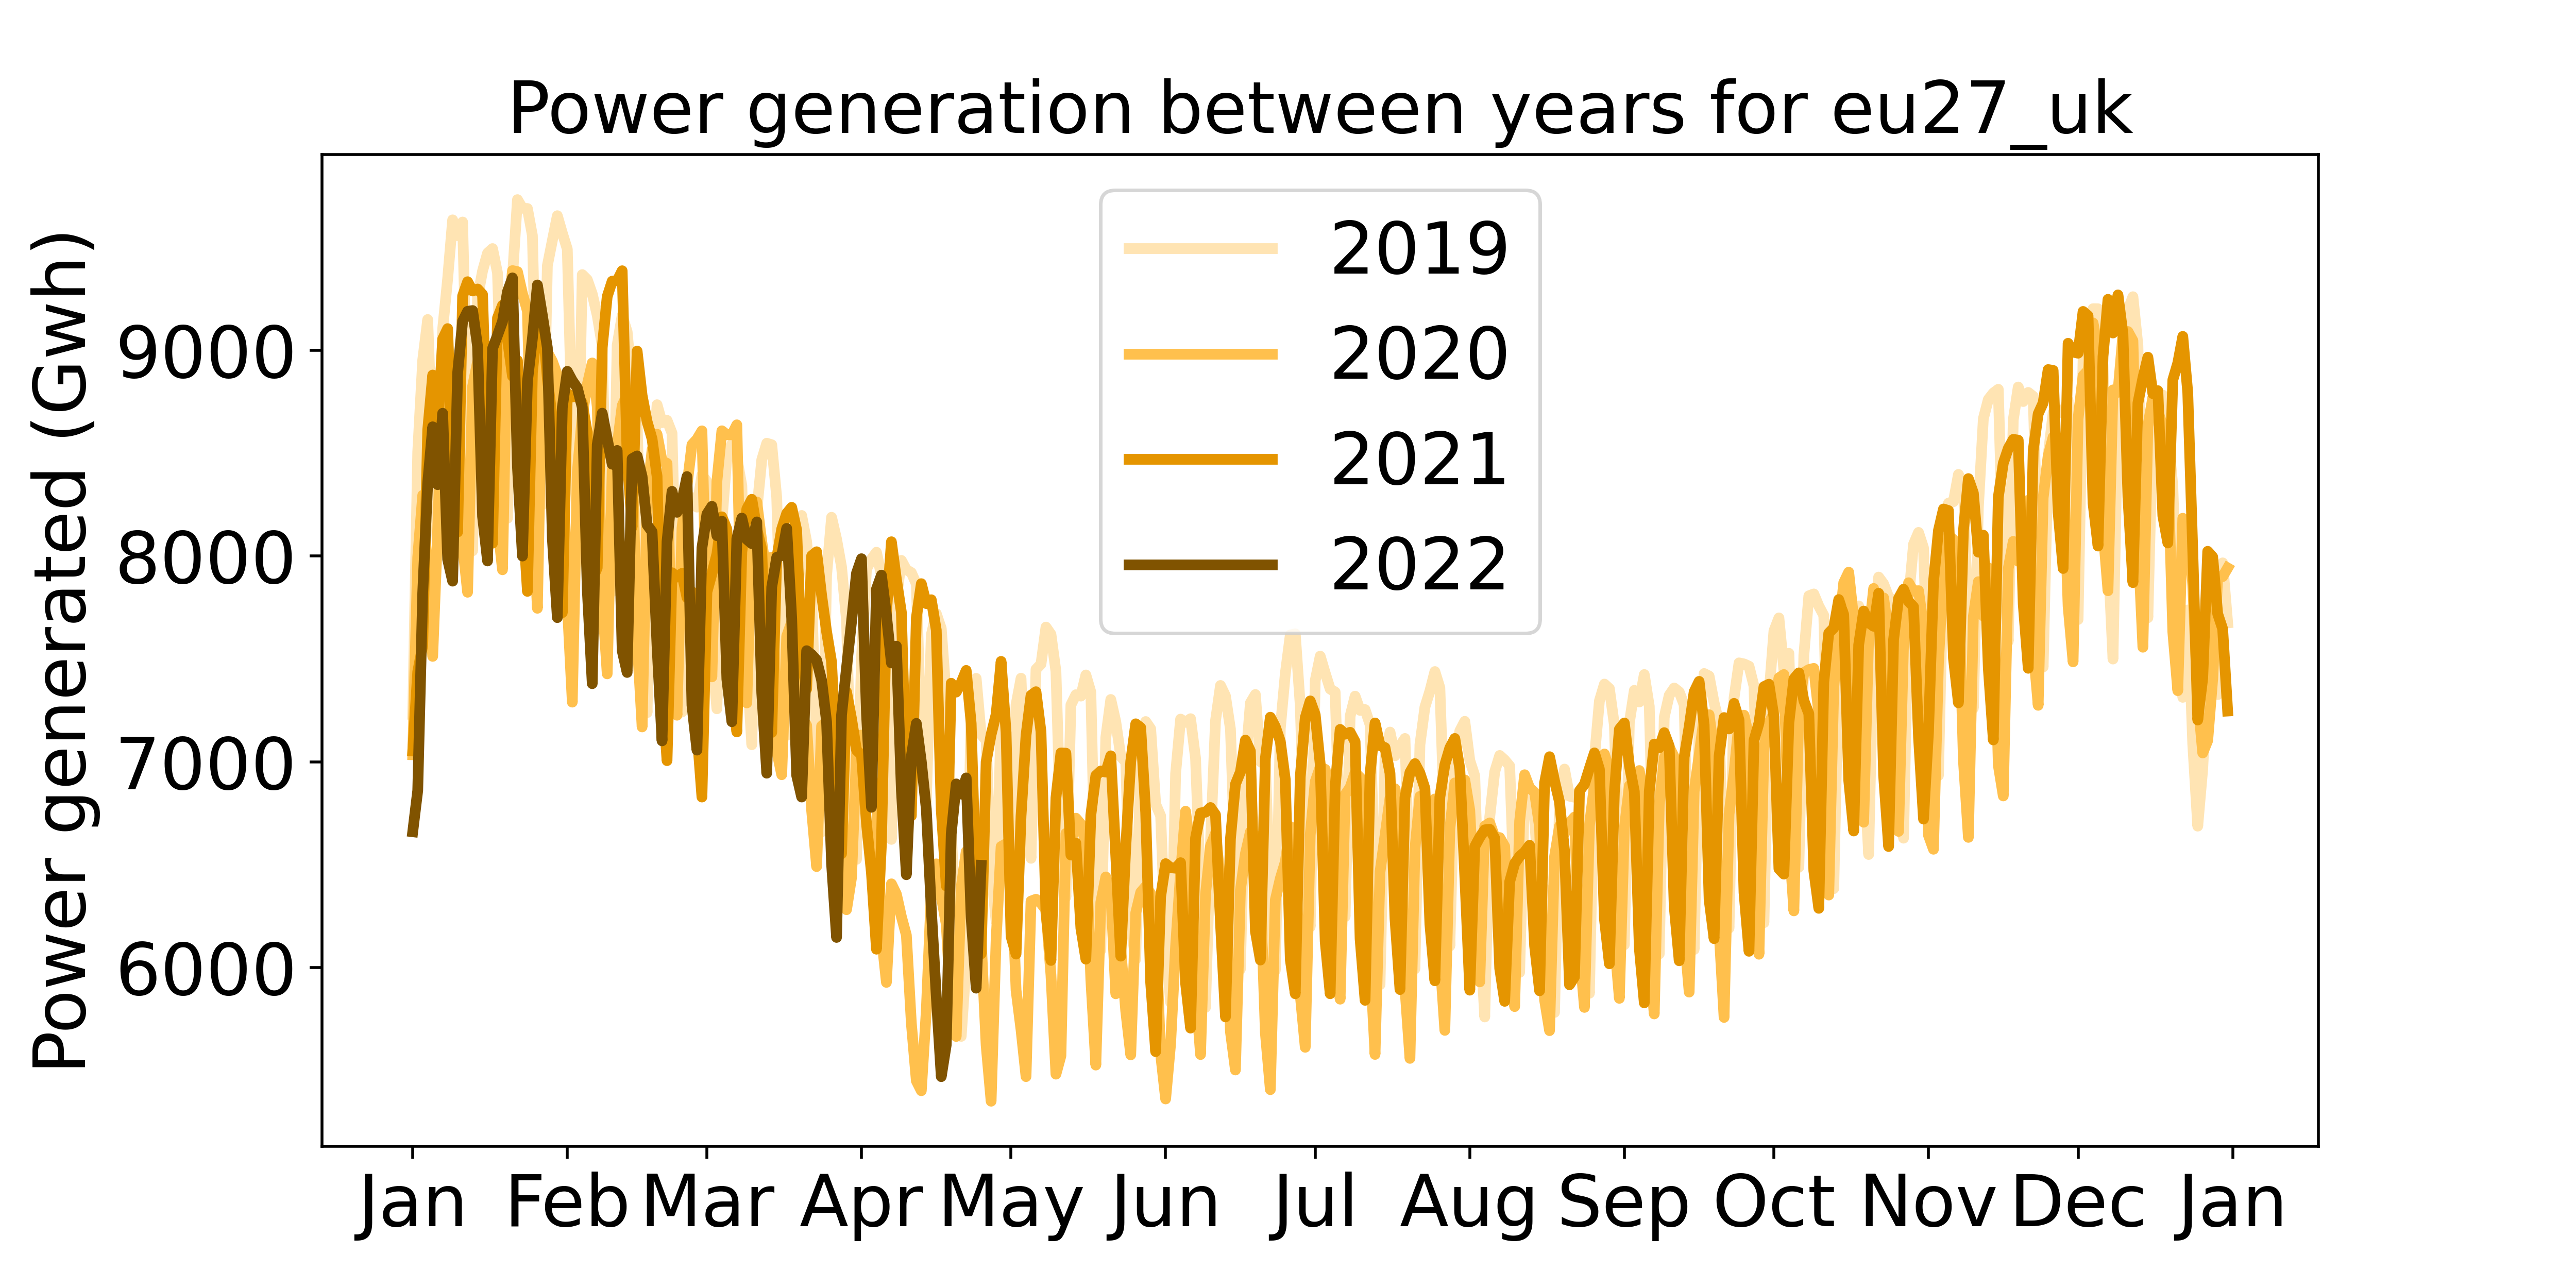 Power generation between years for eu27_uk
Power generated (Gwh)
9000
8000
7000
6000
2019
2020
2021
2022
Jan Feb Mar Apr May Jun Jul Aug Sep Oct Nov Dec Jan